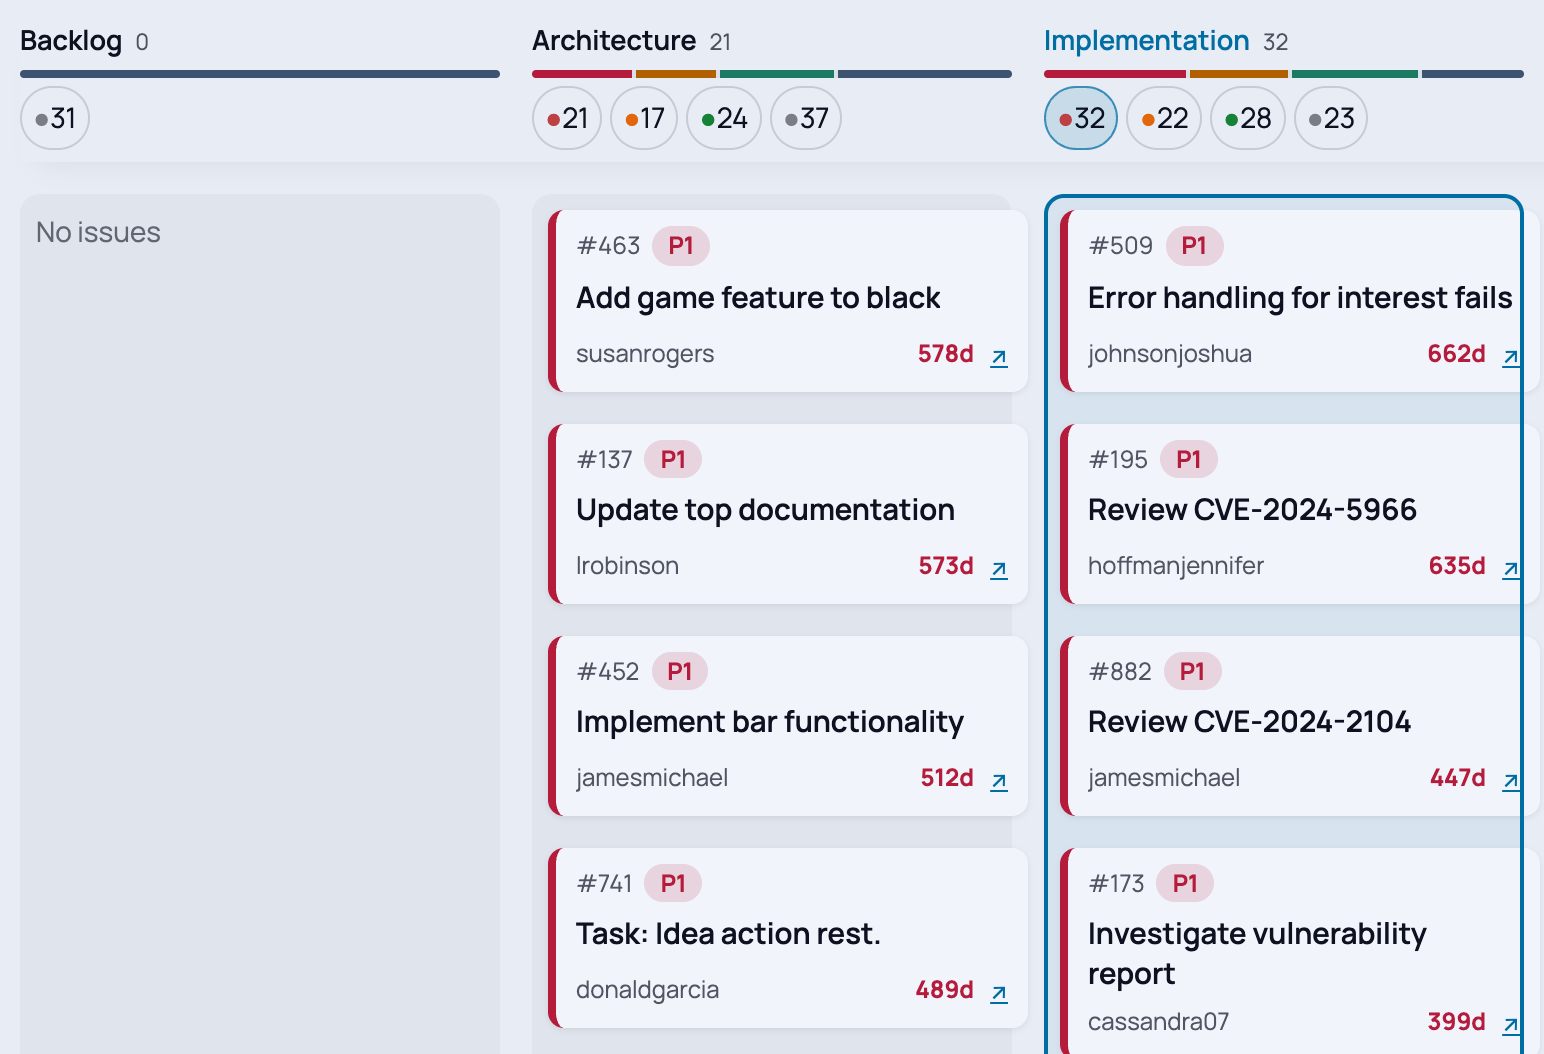 Backlog 0
31
No issues
Architecture 21
21 17 24 37
#463 P1
Add game feature to black
susanrogers 578d
#137 P1
Update top documentation
lrobinson 573d
#452 P1
Implement bar functionality
jamesmichael 512d
#741 P1
Task: Idea action rest.
donaldgarcia 489d
Implementation 32
32 22 28 23
#509 P1
Error handling for interest fails
johnsonjoshua 662d
#195 P1
Review CVE-2024-5966
hoffmanjennifer 635d
#882 P1
Review CVE-2024-2104
jamesmichael 447d
#173 P1
Investigate vulnerability
report
cassandra07 399d